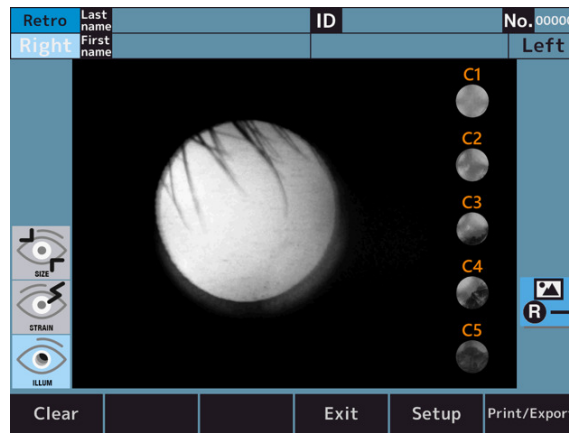 Retro Last name ID No. 00000
Right First name Left
C1
C2
C3
C4
C5
SIZE
STRAIN
ILLUM
R
Clear Exit Setup Print/Expor